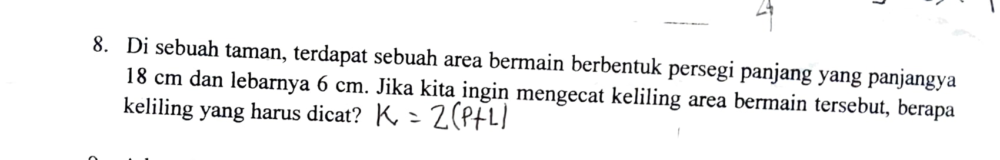 4
8. Di sebuah taman, terdapat sebuah area bermain berbentuk persegi panjang yang panjangya
18 cm dan lebarnya 6 cm. Jika kita ingin mengecat keliling area bermain tersebut, berapa
keliling yang harus dicat? K = 2(P+L)